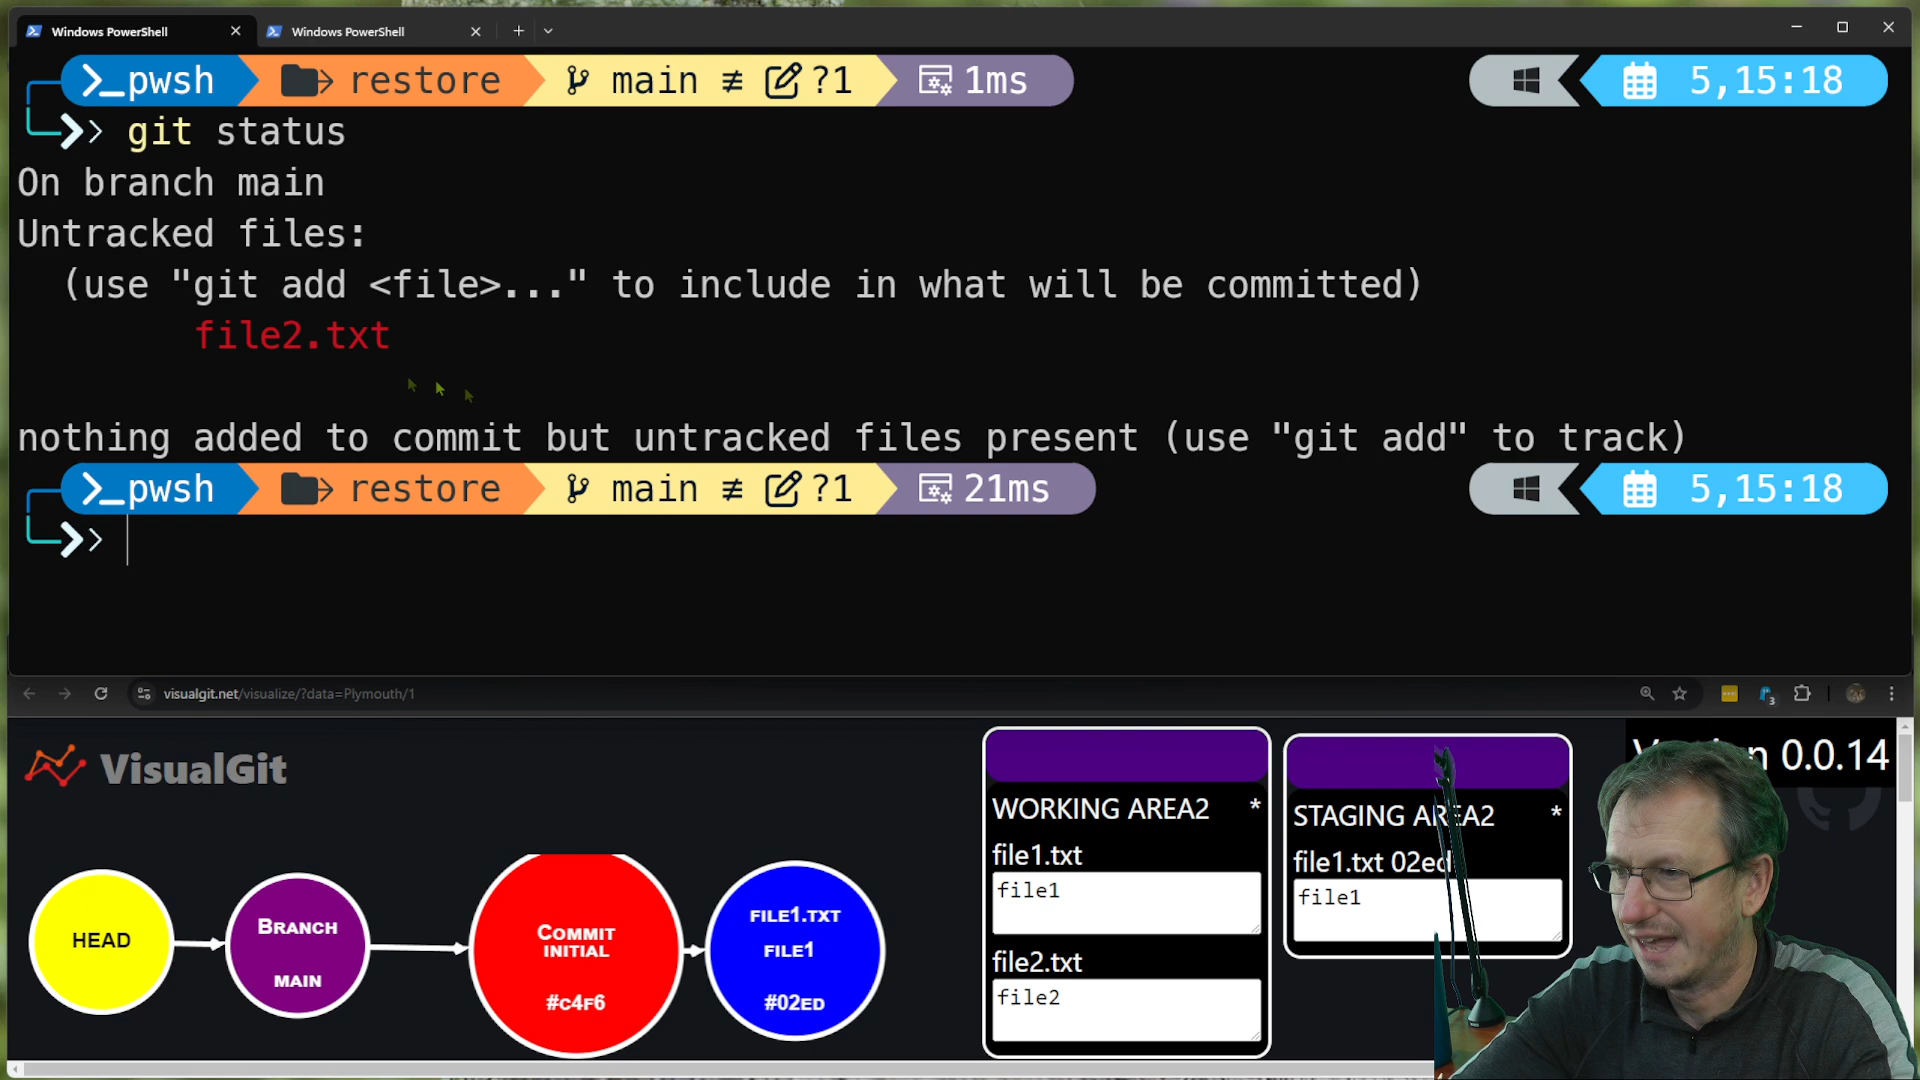 Windows PowerShell
Windows PowerShell
pwsh restore main ≢ ?1 1ms 5,15:18
git status
On branch main
Untracked files:
(use "git add <file>..." to include in what will be committed)
file2.txt
nothing added to commit but untracked files present (use "git add" to track)
pwsh restore main ≢ ?1 21ms 5,15:18
visualgit.net/visualize/?data=Plymouth/1
3
VisualGit
HEAD
BRANCH
MAIN
COMMIT
INITIAL
#C4F6
FILE1.TXT
FILE1
#02ED
WORKING AREA2 *
file1.txt
file1
file2.txt
file2
STAGING AREA2 *
file1.txt 02ed
file1
0.0.14